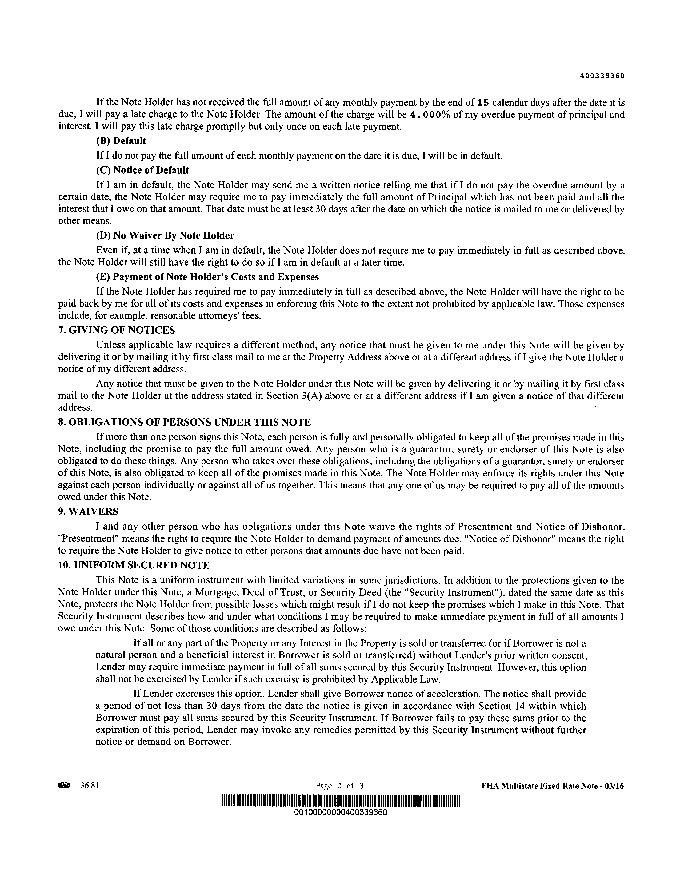 400339360
If the Note Holder has not received the full amount of any monthly payment by the end of 15 calendar days after the date it is
due, I will pay a late charge to the Note Holder. The amount of the charge will be 4.000% of my overdue payment of principal and
interest. I will pay this late charge promptly but only once on each late payment.
(B) Default
If I do not pay the full amount of each monthly payment on the date it is due, I will be in default.
(C) Notice of Default
If I am in default, the Note Holder may send me a written notice telling me that if I do not pay the overdue amount by a
certain date, the Note Holder may require me to pay immediately the full amount of Principal which has not been paid and all the
interest that I owe on that amount. That date must be at least 30 days after the date on which the notice is mailed to me or delivered by
other means.
(D) No Waiver By Note Holder
Even if, at a time when I am in default, the Note Holder does not require me to pay immediately in full as described above,
the Note Holder will still have the right to do so if I am in default at a later time.
(E) Payment of Note Holder's Costs and Expenses
If the Note Holder has required me to pay immediately in full as described above, the Note Holder will have the right to be
paid back by me for all of its costs and expenses in enforcing this Note to the extent not prohibited by applicable law. Those expenses
include, for example, reasonable attorneys' fees.
7. GIVING OF NOTICES
Unless applicable law requires a different method, any notice that must be given to me under this Note will be given by
delivering it or by mailing it by first class mail to me at the Property Address above or at a different address if I give the Note Holder a
notice of my different address.
Any notice that must be given to the Note Holder under this Note will be given by delivering it or by mailing it by first class
mail to the Note Holder at the address stated in Section 3(A) above or at a different address if I am given a notice of that different
address.
8. OBLIGATIONS OF PERSONS UNDER THIS NOTE
If more than one person signs this Note, each person is fully and personally obligated to keep all of the promises made in this
Note, including the promise to pay the full amount owed. Any person who is a guarantor, surety or endorser of this Note is also
obligated to do these things. Any person who takes over these obligations, including the obligations of a guarantor, surety or endorser
of this Note, is also obligated to keep all of the promises made in this Note. The Note Holder may enforce its rights under this Note
against each person individually or against all of us together. This means that any one of us may be required to pay all of the amounts
owed under this Note.
9. WAIVERS
I and any other person who has obligations under this Note waive the rights of Presentment and Notice of Dishonor.
"Presentment" means the right to require the Note Holder to demand payment of amounts due. "Notice of Dishonor" means the right
to require the Note Holder to give notice to other persons that amounts due have not been paid.
10. UNIFORM SECURED NOTE
This Note is a uniform instrument with limited variations in some jurisdictions. In addition to the protections given to the
Note Holder under this Note, a Mortgage, Deed of Trust, or Security Deed (the "Security Instrument"), dated the same date as this
Note, protects the Note Holder from possible losses which might result if I do not keep the promises which I make in this Note. That
Security Instrument describes how and under what conditions I may be required to make immediate payment in full of all amounts I
owe under this Note. Some of those conditions are described as follows:
If all or any part of the Property or any Interest in the Property is sold or transferred (or if Borrower is not a
natural person and a beneficial interest in Borrower is sold or transferred) without Lender's prior written consent,
Lender may require immediate payment in full of all sums secured by this Security Instrument. However, this option
shall not be exercised by Lender if such exercise is prohibited by Applicable Law.
If Lender exercises this option, Lender shall give Borrower notice of acceleration. The notice shall provide
a period of not less than 30 days from the date the notice is given in accordance with Section 14 within which
Borrower must pay all sums secured by this Security Instrument. If Borrower fails to pay these sums prior to the
expiration of this period, Lender may invoke any remedies permitted by this Security Instrument without further
notice or demand on Borrower.
3681 Page 2 of 3 FHA Multistate Fixed Rate Note - 03/16